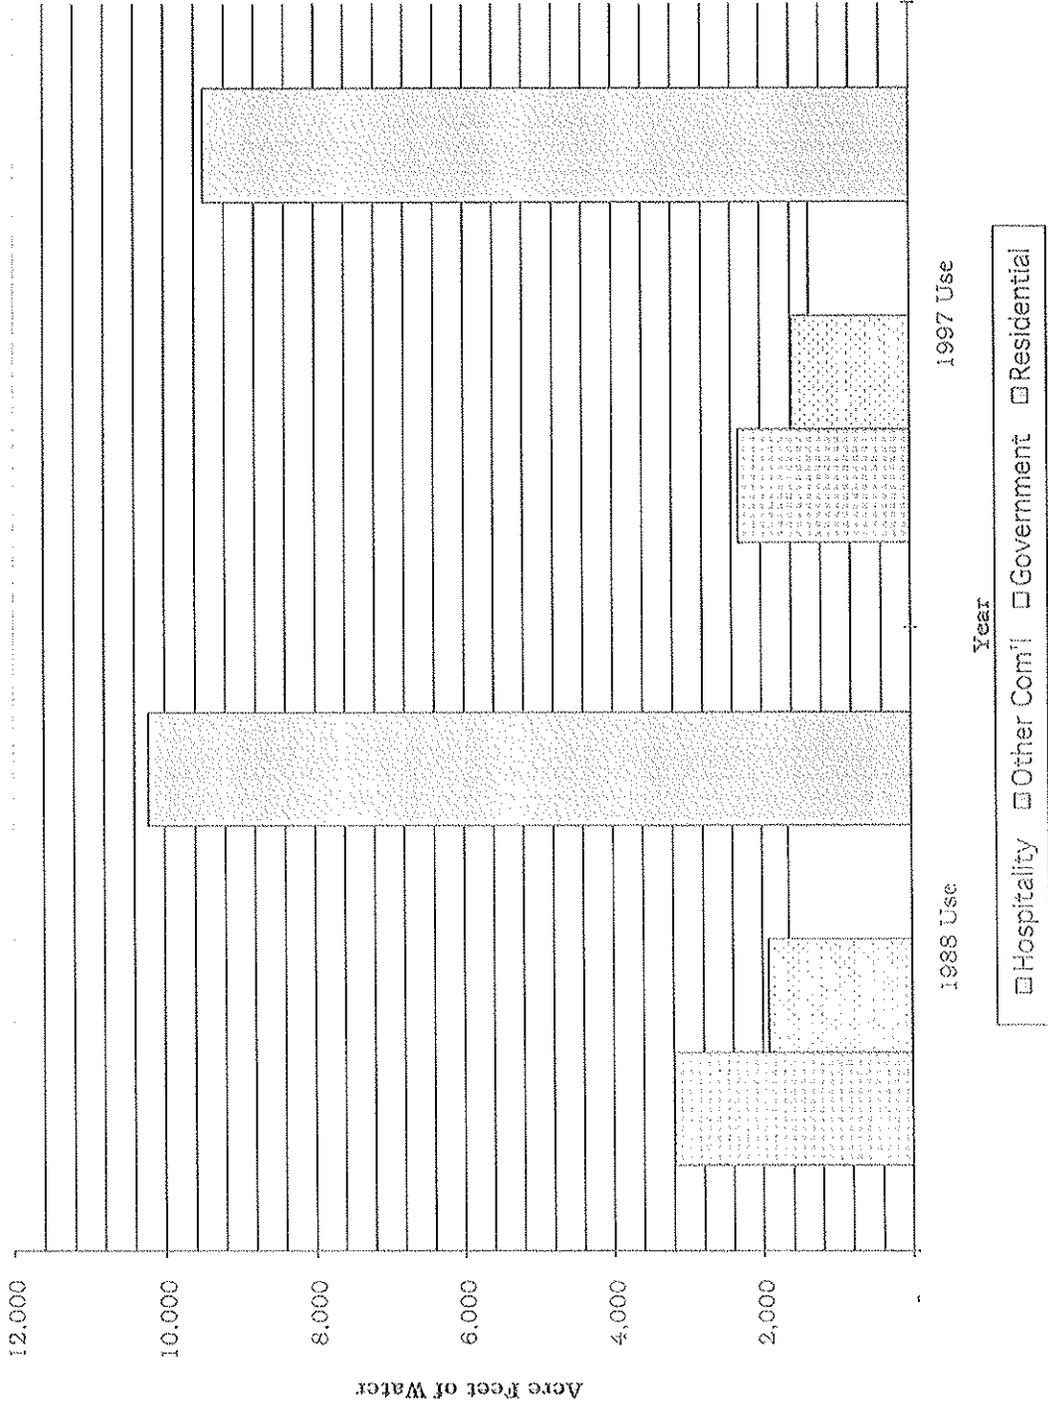 12.000
10.000
8.000
6.000
4,000
2,000
-
Acre Feet of Water
1988 Use
1997 Use
Year
Hospitality Other Com'l Government Residential